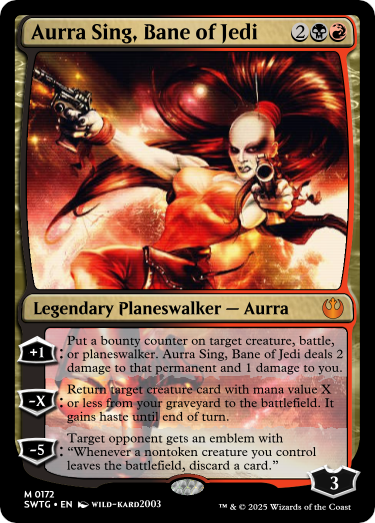 Aurra Sing, Bane of Jedi 2
Legendary Planeswalker — Aurra
+1: Put a bounty counter on target creature, battle,
or planeswalker. Aurra Sing, Bane of Jedi deals 2
damage to that permanent and 1 damage to you.
-X: Return target creature card with mana value X
or less from your graveyard to the battlefield. It
gains haste until end of turn.
-5: Target opponent gets an emblem with
“Whenever a nontoken creature you control
leaves the battlefield, discard a card.”
3
M 0172
SWTG • EN WILD-KARD2003
™ & © 2025 Wizards of the Coast